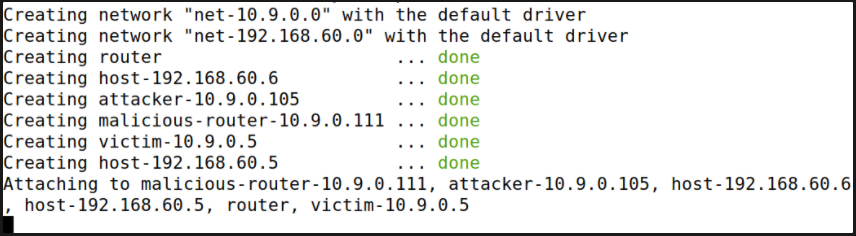 Creating network "net-10.9.0.0" with the default driver
Creating network "net-192.168.60.0" with the default driver
Creating router                       ... done
Creating host-192.168.60.6            ... done
Creating attacker-10.9.0.105          ... done
Creating malicious-router-10.9.0.111 ... done
Creating victim-10.9.0.5              ... done
Creating host-192.168.60.5            ... done
Attaching to malicious-router-10.9.0.111, attacker-10.9.0.105, host-192.168.60.6
, host-192.168.60.5, router, victim-10.9.0.5